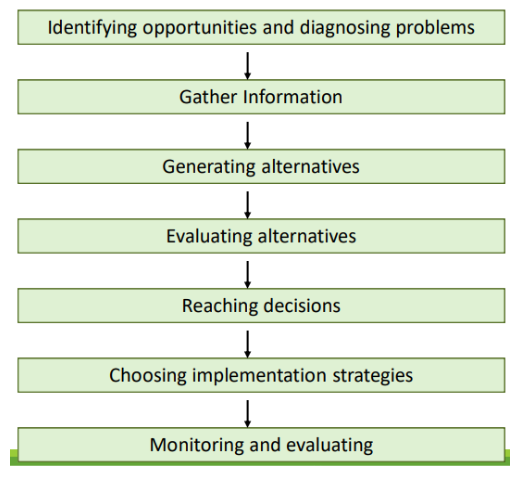 Identifying opportunities and diagnosing problems
Gather Information
Generating alternatives
Evaluating alternatives
Reaching decisions
Choosing implementation strategies
Monitoring and evaluating